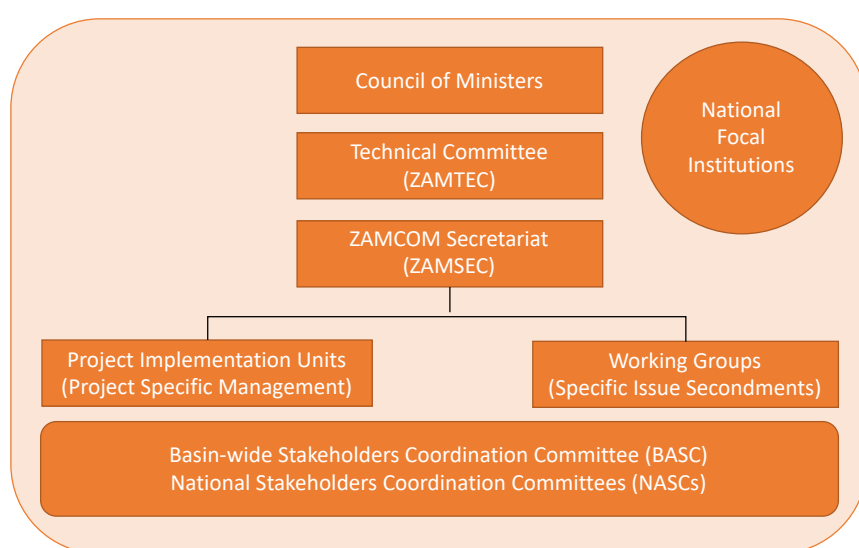 Council of Ministers
National
Focal
Institutions
Technical Committee
(ZAMTEC)
ZAMCOM Secretariat
(ZAMSEC)
Project Implementation Units
(Project Specific Management)
Working Groups
(Specific Issue Secondments)
Basin-wide Stakeholders Coordination Committee (BASC)
National Stakeholders Coordination Committees (NASCs)